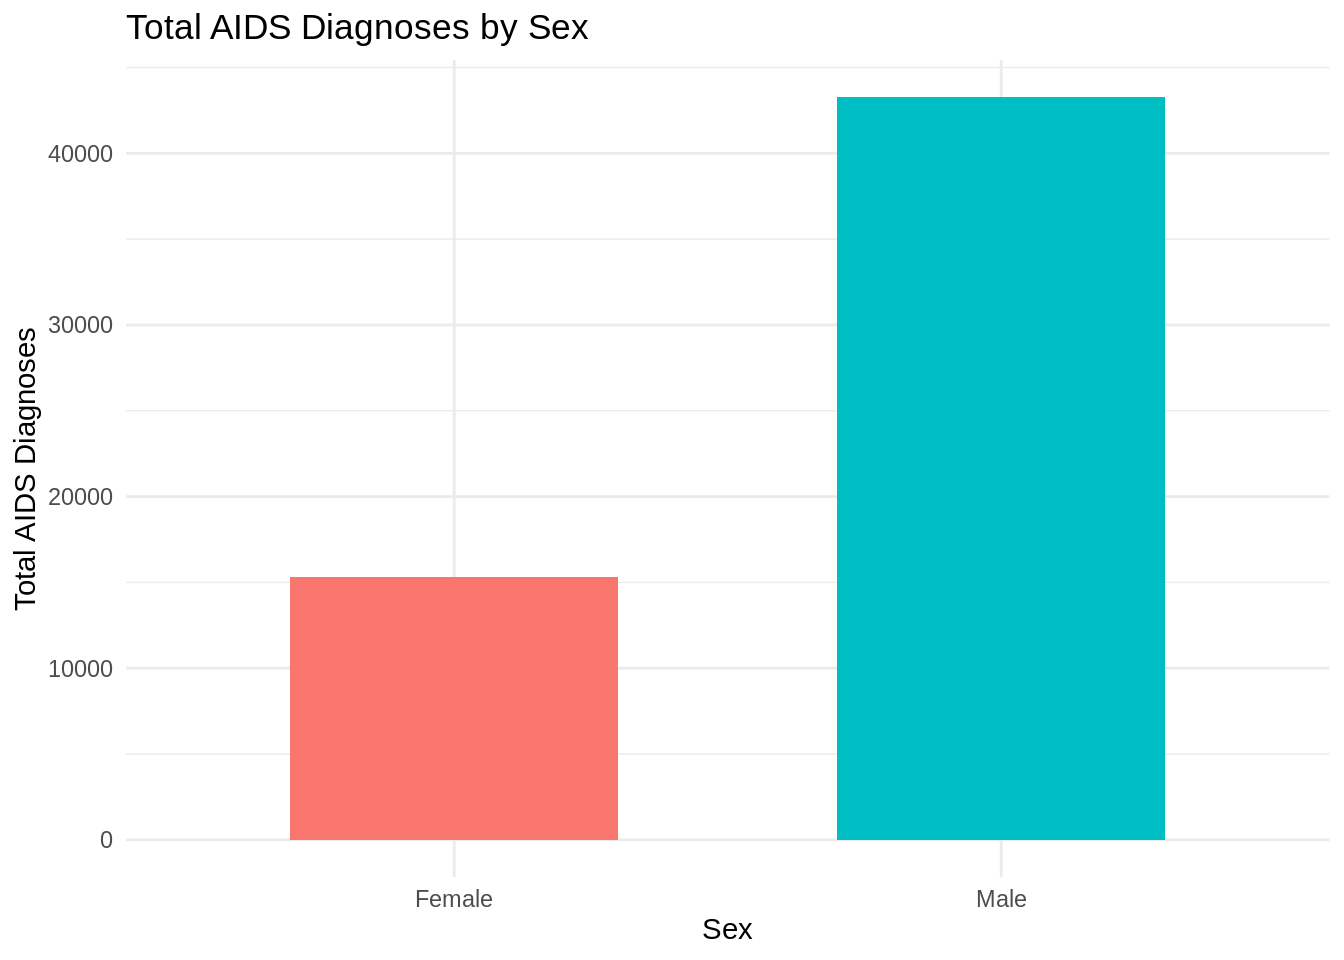 Total AIDS Diagnoses by Sex
Total AIDS Diagnoses
40000
30000
20000
10000
0
Female
Male
Sex